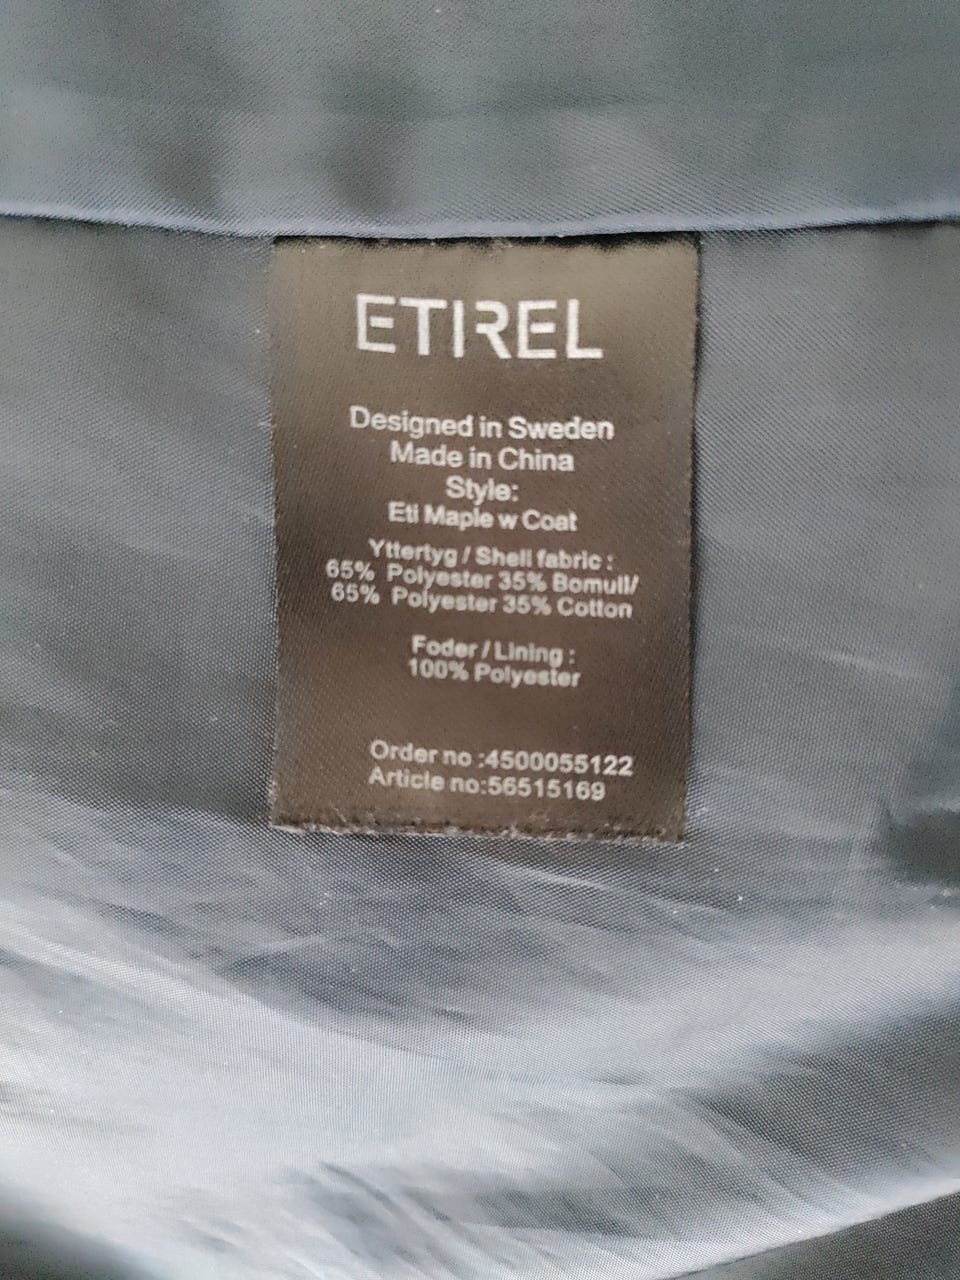 ETIREL
Designed in Sweden
Made in China
Style:
Eti Maple w Coat
Yttertyg / Shell fabric :
65% Polyester 35% Bomull/
65% Polyester 35% Cotton
Foder / Lining :
100% Polyester
Order no :4500055122
Article no:56515169